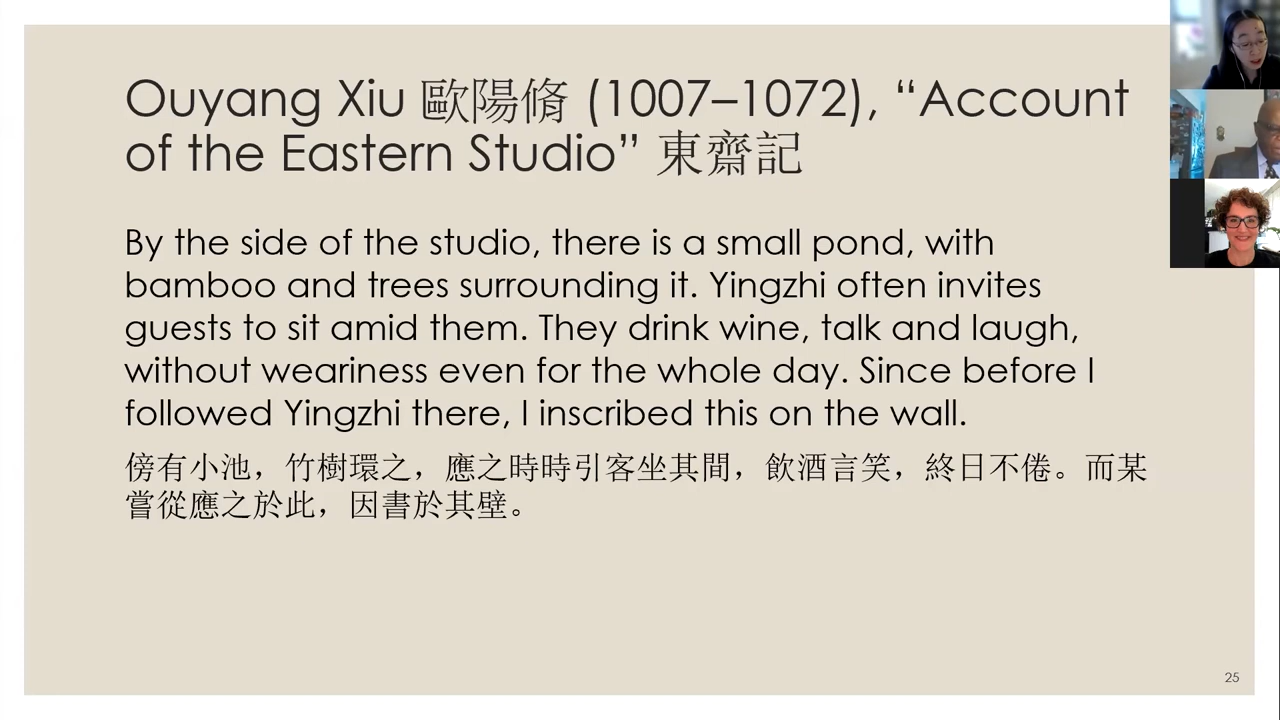 Ouyang Xiu 歐陽脩 (1007–1072), “Account
of the Eastern Studio” 東齋記
By the side of the studio, there is a small pond, with
bamboo and trees surrounding it. Yingzhi often invites
guests to sit amid them. They drink wine, talk and laugh,
without weariness even for the whole day. Since before I
followed Yingzhi there, I inscribed this on the wall.
傍有小池，竹樹環之，應之時時引客坐其間，飲酒言笑，終日不倦。而某
嘗從應之於此，因書於其壁。
25